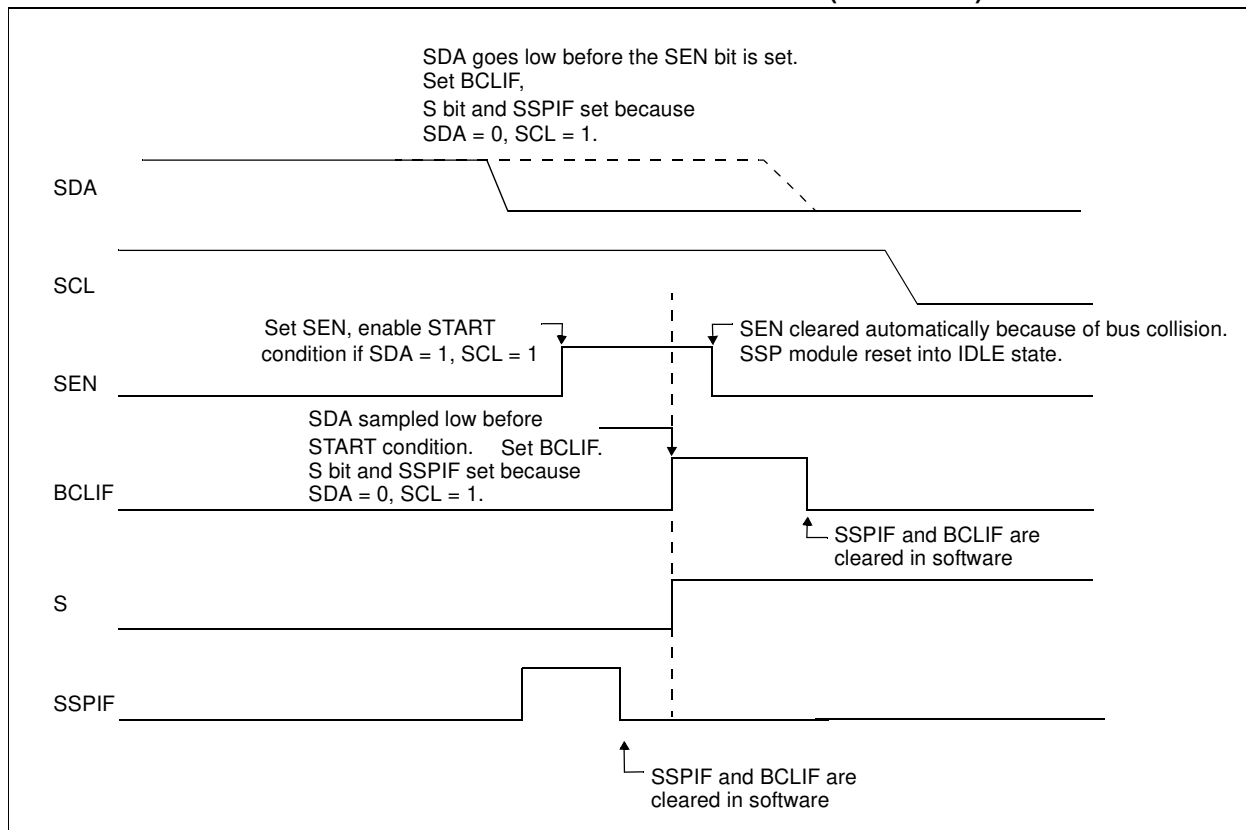 SDA goes low before the SEN bit is set.
Set BCLIF,
S bit and SSPIF set because
SDA = 0, SCL = 1.
SDA
SCL
Set SEN, enable START
condition if SDA = 1, SCL = 1
SEN cleared automatically because of bus collision.
SSP module reset into IDLE state.
SEN
SDA sampled low before
START condition. Set BCLIF.
S bit and SSPIF set because
SDA = 0, SCL = 1.
BCLIF
SSPIF and BCLIF are
cleared in software
S
SSPIF
SSPIF and BCLIF are
cleared in software